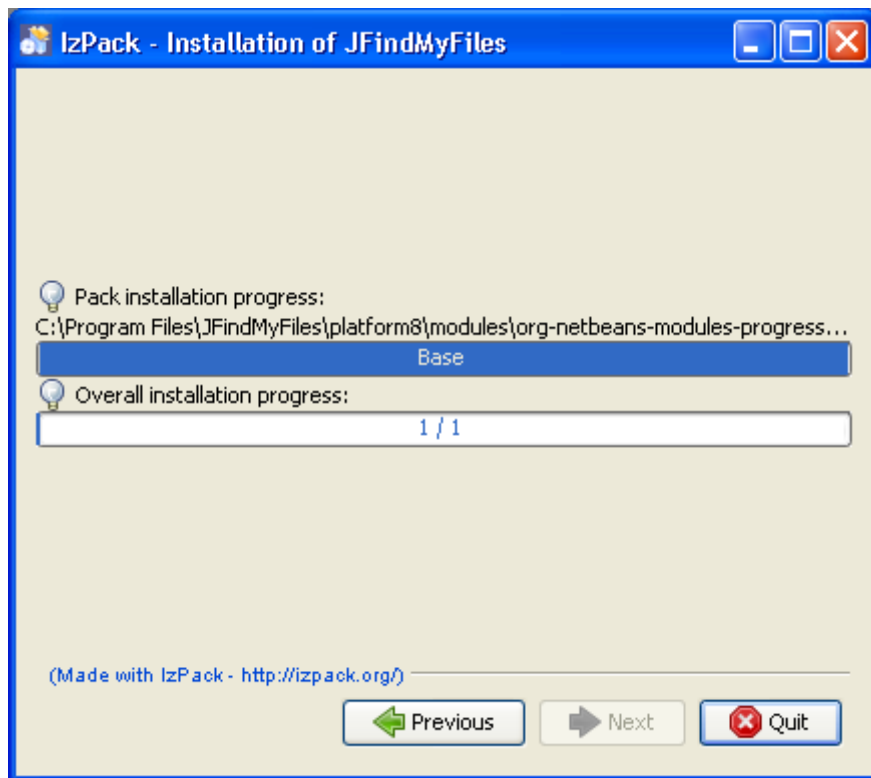 IzPack - Installation of JFindMyFiles
Pack installation progress:
C:\Program Files\JFindMyFiles\platform8\modules\org-netbeans-modules-progress...
Base
Overall installation progress:
1 / 1
(Made with IzPack - http://izpack.org/)
Previous Next Quit